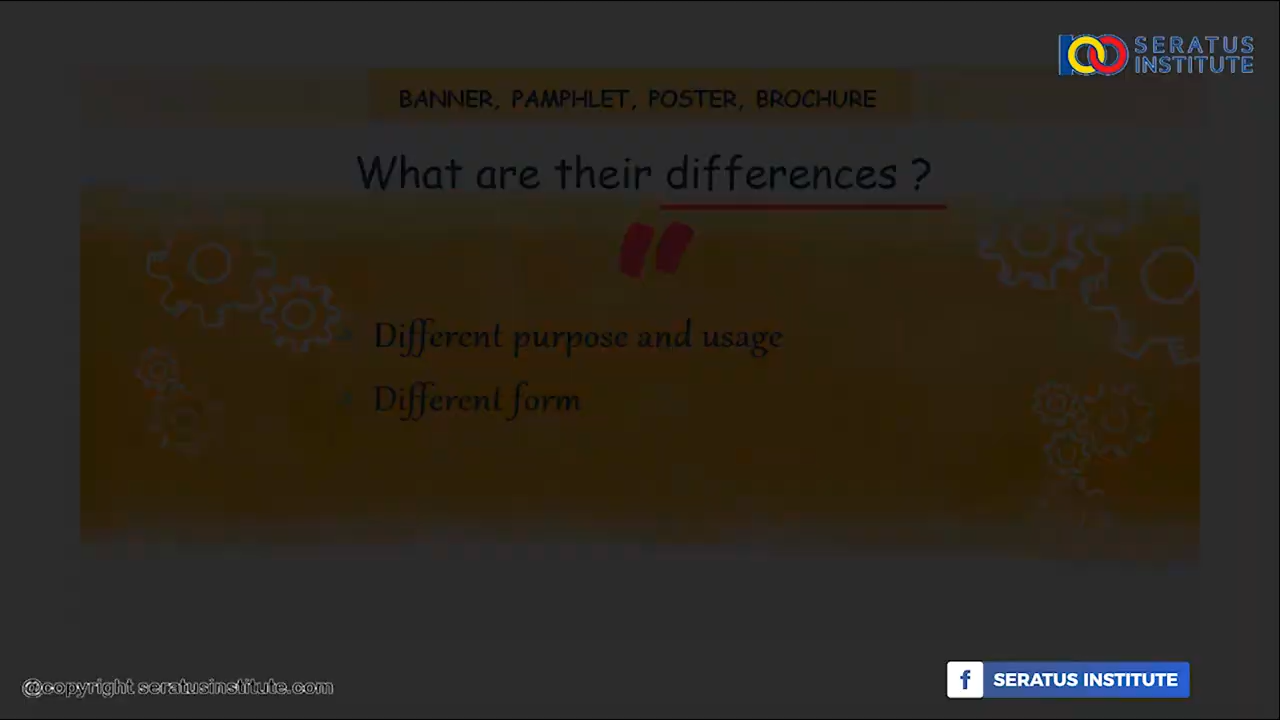 SERATUS
INSTITUTE
BANNER, PAMPHLET, POSTER, BROCHURE
What are their differences ?
"
Different purpose and usage
Different form
@copyright seratusinstitute.com
f SERATUS INSTITUTE